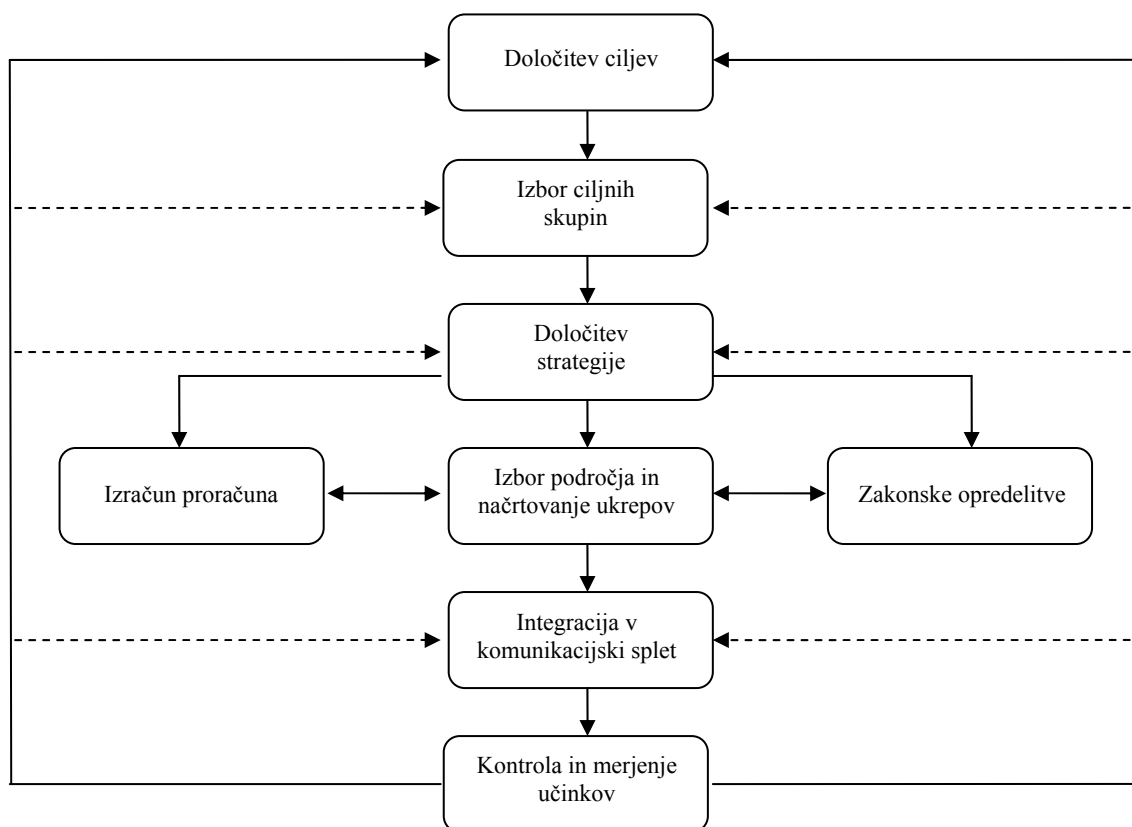 Določitev ciljev
Izbor ciljnih
skupin
Določitev
strategije
Izračun proračuna
Izbor področja in
načrtovanje ukrepov
Zakonske opredelitve
Integracija v
komunikacijski splet
Kontrola in merjenje
učinkov